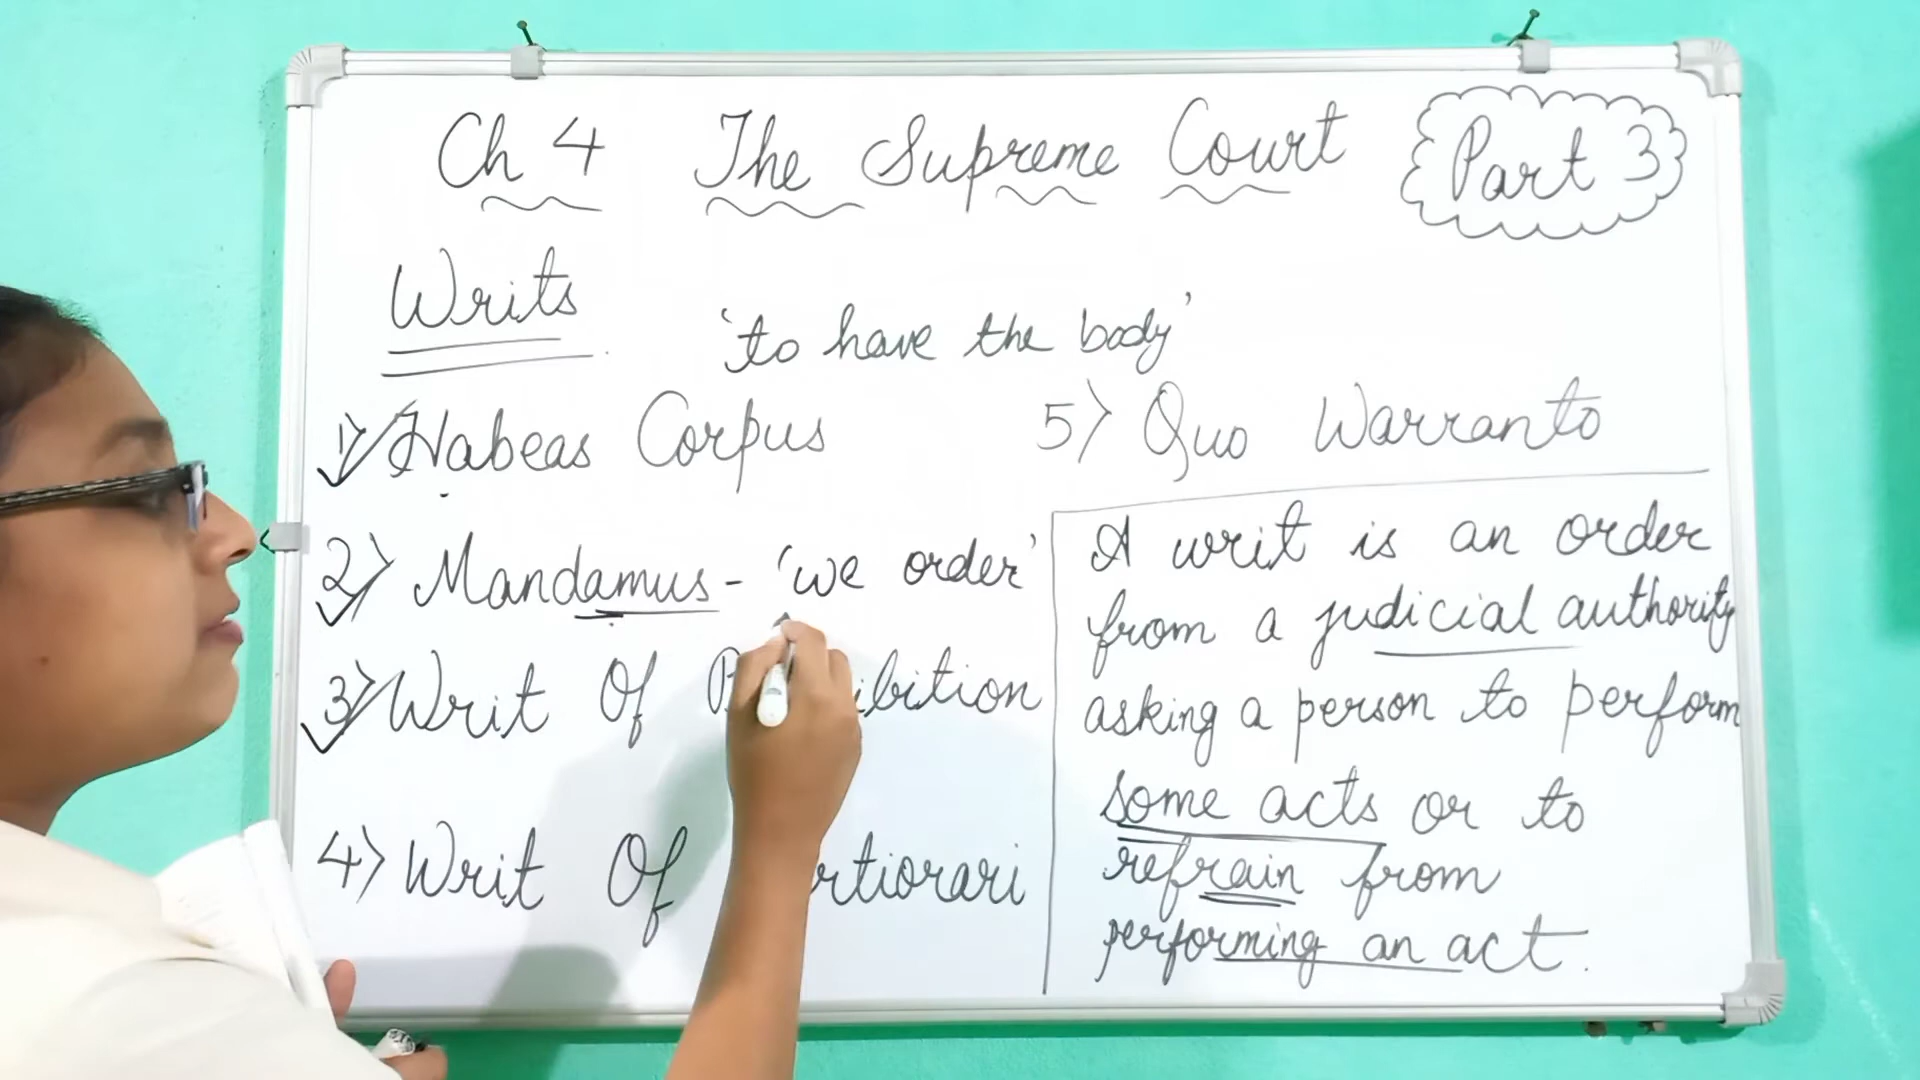 Ch 4 The Supreme Court
Part 3
Writs
'to have the body'
1) Habeas Corpus
2) Mandamus - 'we order'
3) Writ Of
4) Writ Of
5) Quo Warranto
A writ is an order
from a judicial authority
asking a person to perform
some acts or to
refrain from
performing an act.